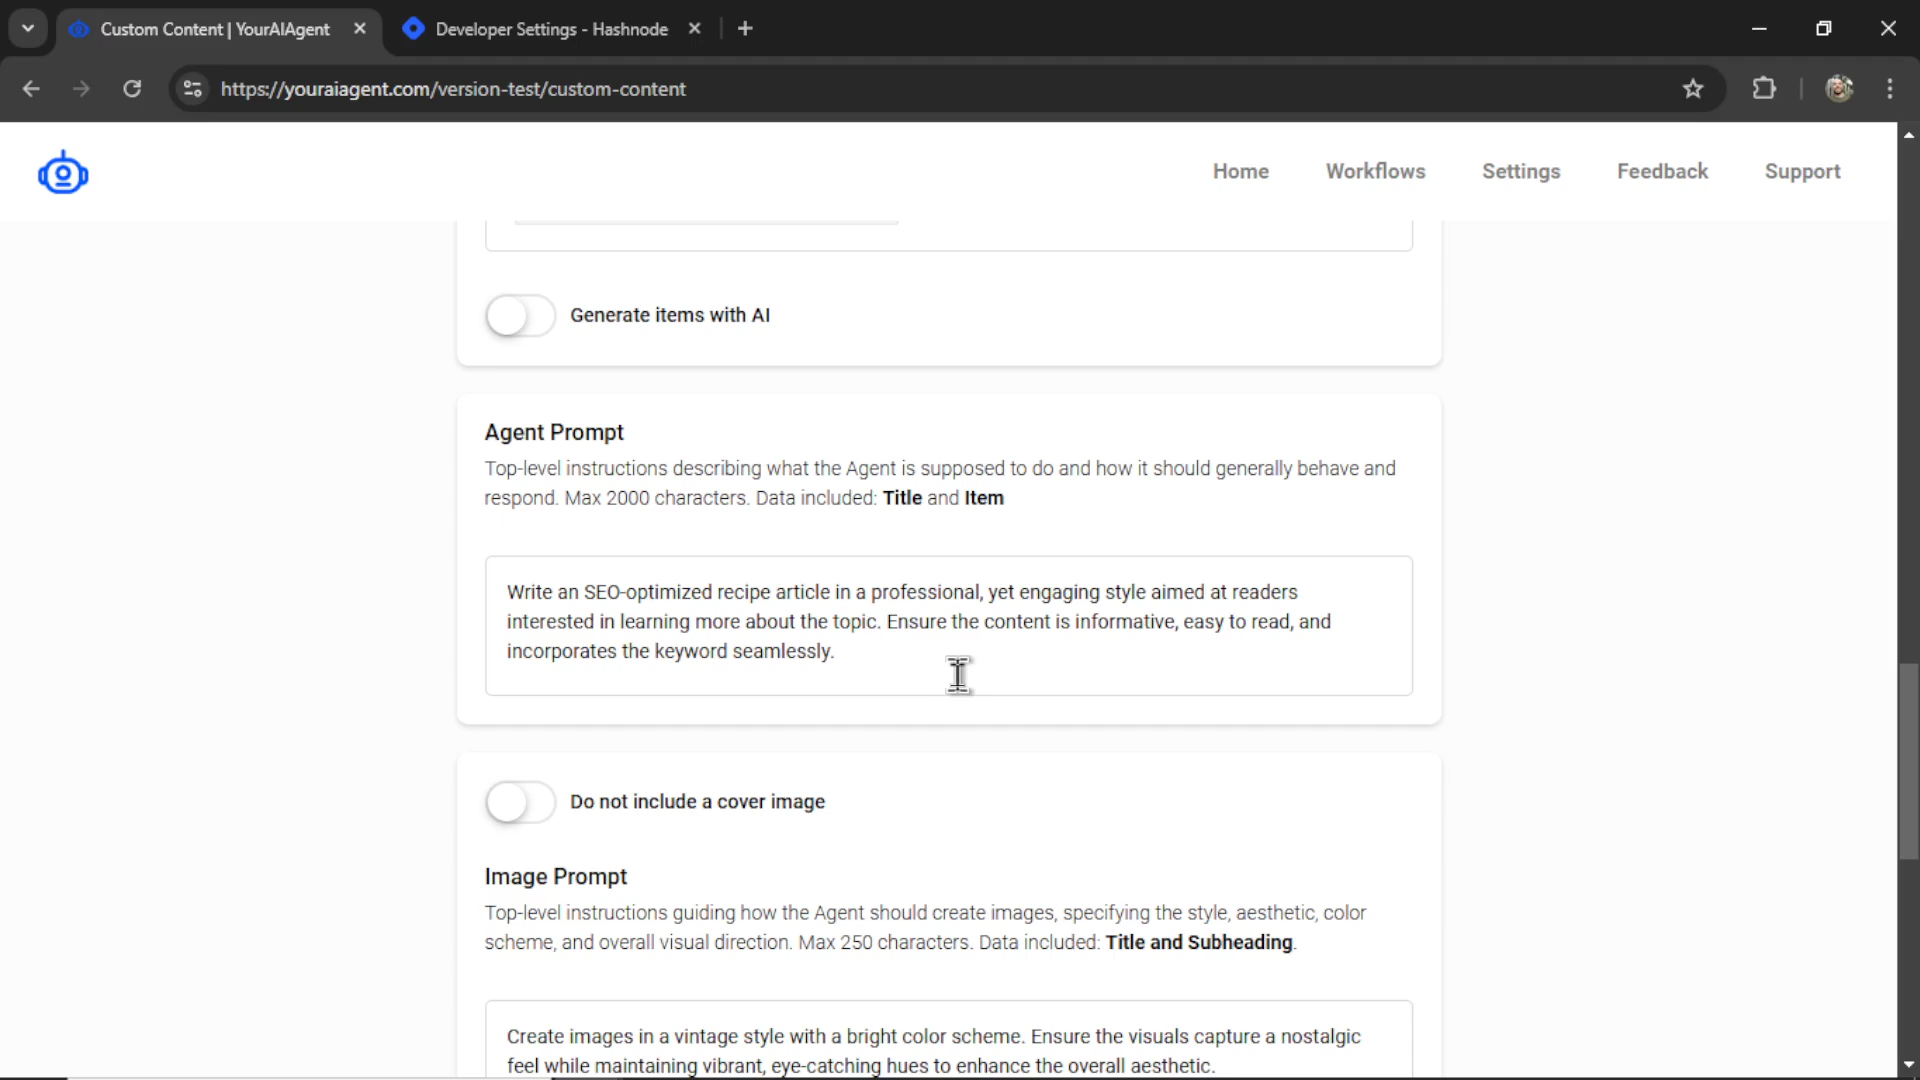 Custom Content | YourAIAgent
Developer Settings - Hashnode
https://youraiagent.com/version-test/custom-content
Home
Workflows
Settings
Feedback
Support
Generate items with AI
Agent Prompt
Top-level instructions describing what the Agent is supposed to do and how it should generally behave and
respond. Max 2000 characters. Data included: Title and Item
Write an SEO-optimized recipe article in a professional, yet engaging style aimed at readers
interested in learning more about the topic. Ensure the content is informative, easy to read, and
incorporates the keyword seamlessly.
Do not include a cover image
Image Prompt
Top-level instructions guiding how the Agent should create images, specifying the style, aesthetic, color
scheme, and overall visual direction. Max 250 characters. Data included: Title and Subheading.
Create images in a vintage style with a bright color scheme. Ensure the visuals capture a nostalgic
feel while maintaining vibrant, eye-catching hues to enhance the overall aesthetic.